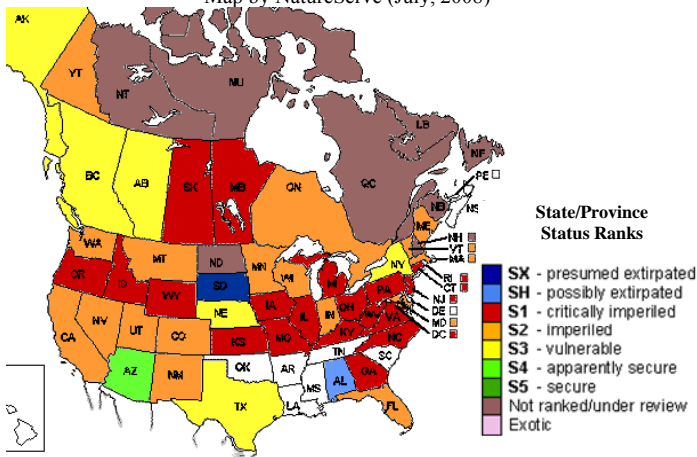 Map by NatureServe (July, 2008)
AK
YT
NT
NU
BC
AB
SK
MB
ON
QC
LB
NF
PE
NB
NS
ME
NH
VT
MA
WA
MT
ND
MN
OR
ID
WY
SD
WI
MI
NY
RI
CT
NJ
DE
MD
DC
PA
NE
IA
IL
IN
OH
WV
VA
CA
NV
UT
CO
KS
MO
KY
NC
AZ
NM
OK
AR
TN
SC
TX
LA
MS
AL
GA
FL
State/Province
Status Ranks
SX - presumed extirpated
SH - possibly extirpated
S1 - critically imperiled
S2 - imperiled
S3 - vulnerable
S4 - apparently secure
S5 - secure
Not ranked/under review
Exotic